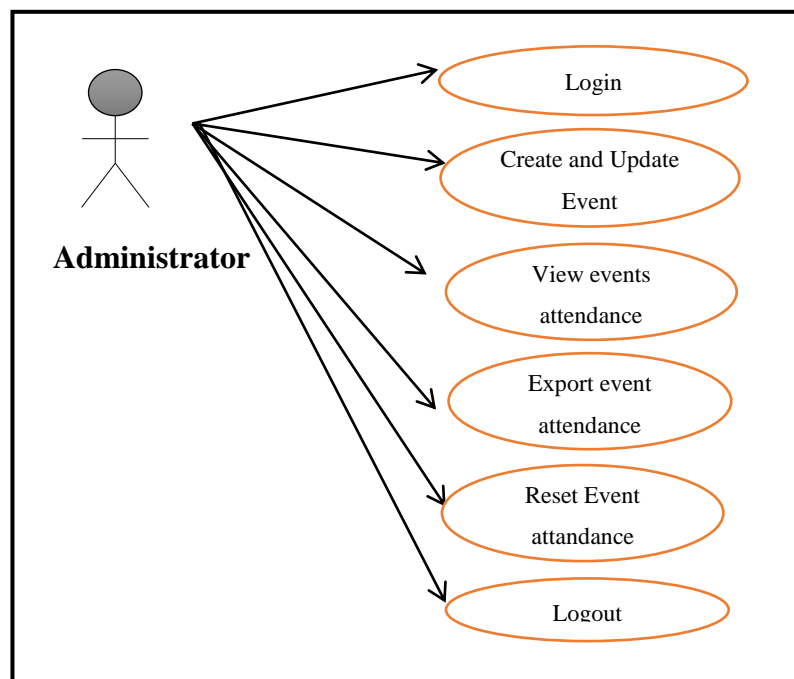 Login
Create and Update
Event
Administrator
View events
attendance
Export event
attendance
Reset Event
attandance
Logout